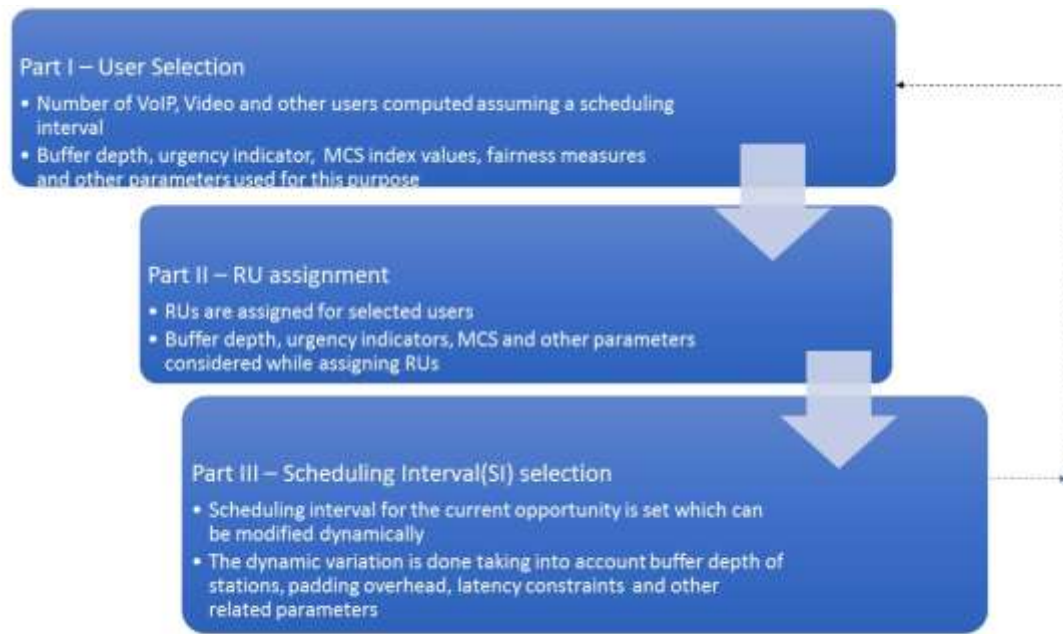 Part I – User Selection
• Number of VoIP, Video and other users computed assuming a scheduling
interval
• Buffer depth, urgency indicator, MCS index values, fairness measures
and other parameters used for this purpose
Part II – RU assignment
• RUs are assigned for selected users
• Buffer depth, urgency indicators, MCS and other parameters
considered while assigning RUs
Part III – Scheduling Interval(SI) selection
• Scheduling interval for the current opportunity is set which can
be modified dynamically
• The dynamic variation is done taking into account buffer depth of
stations, padding overhead, latency constraints and other
related parameters